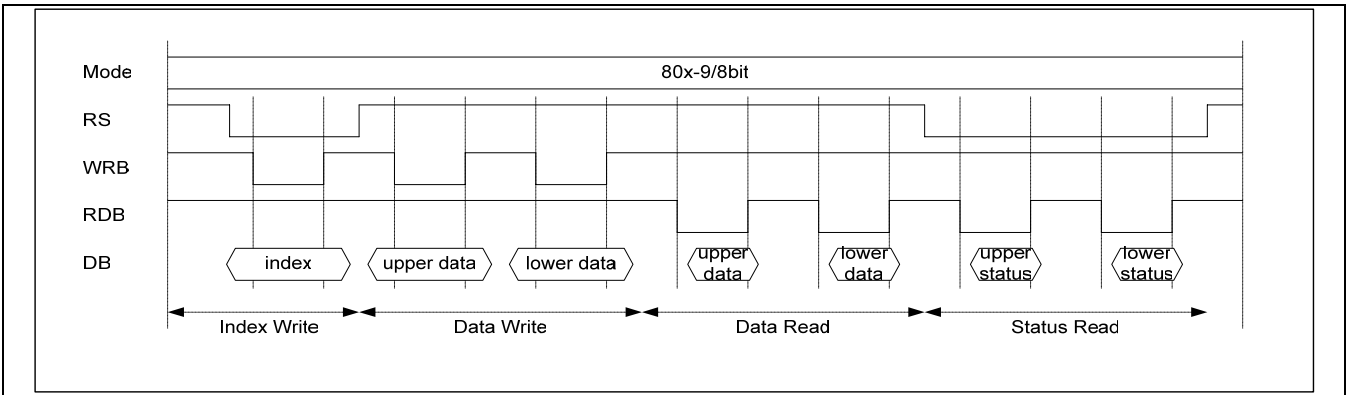 Mode
80x-9/8bit
RS
WRB
RDB
DB
index
upper data
lower data
upper
data
lower
data
upper
status
lower
status
Index Write
Data Write
Data Read
Status Read